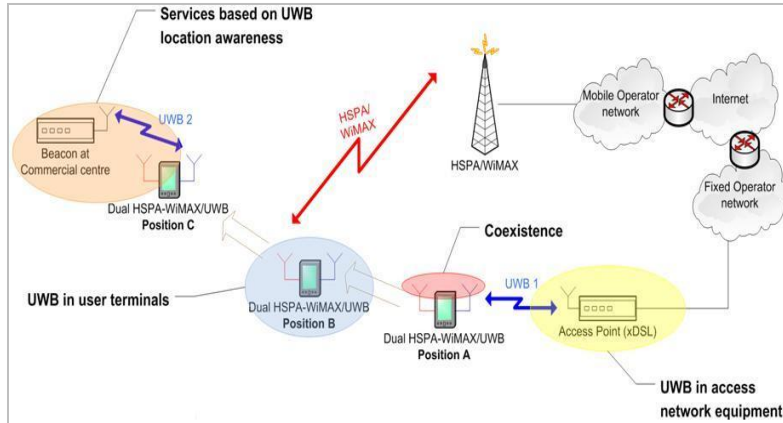 Services based on UWB
location awareness
UWB 2
Beacon at
Commercial centre
Dual HSPA-WiMAX/UWB
Position C
HSPA/
WiMAX
HSPA/WiMAX
Mobile Operator
network
Internet
Fixed Operator
network
Coexistence
UWB in user terminals
Dual HSPA-WiMAX/UWB
Position B
UWB 1
Dual HSPA-WiMAX/UWB
Position A
Access Point (xDSL)
UWB in access
network equipment